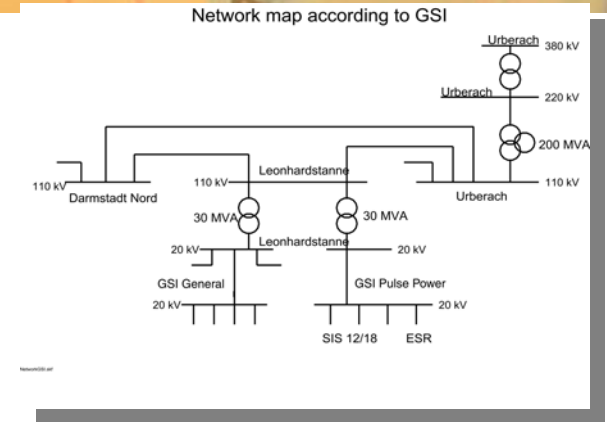 Network map according to GSI
Urberach 380 kV
Urberach 220 kV
200 MVA
Leonhardstanne
110 kV 110 kV 110 kV
Darmstadt Nord Urberach
30 MVA 30 MVA
Leonhardstanne
20 kV 20 kV
GSI General GSI Pulse Power
20 kV 20 kV
SIS 12/18 ESR